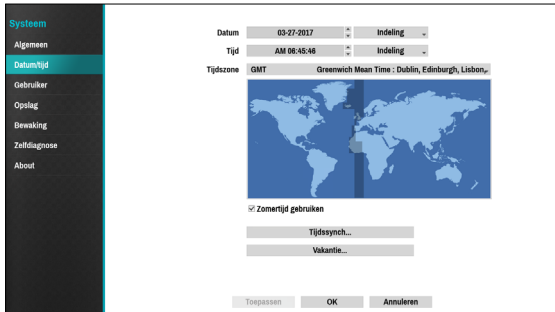 Systeem
Algemeen
Datum/tijd
Gebruiker
Opslag
Bewaking
Zelfdiagnose
About
Datum 03-27-2017 Indeling
Tijd AM 06:45:46 Indeling
Tijdszone GMT Greenwich Mean Time : Dublin, Edinburgh, Lisbon,
Zomertijd gebruiken
Tijdssynch...
Vakantie...
Toepassen OK Annuleren